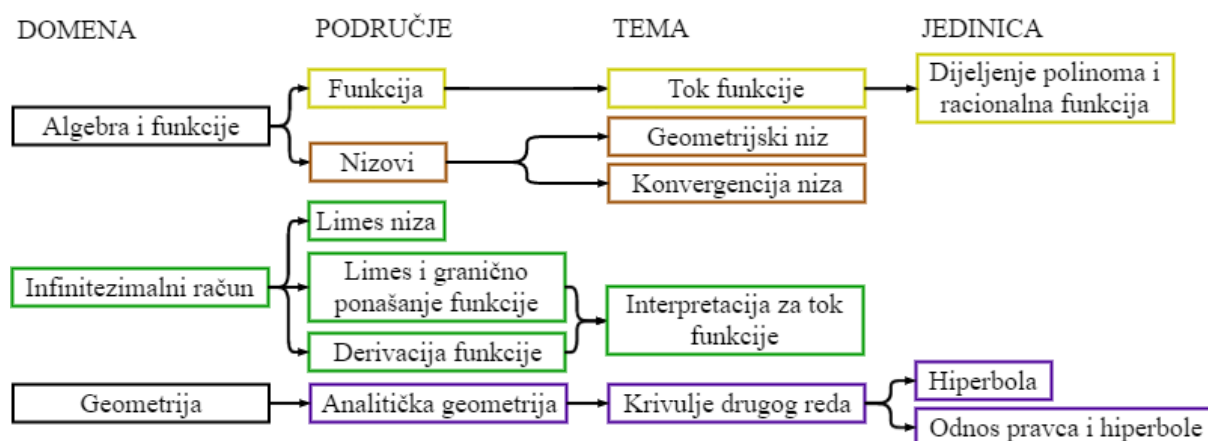 DOMENA
PODRUČJE
TEMA
JEDINICA
Algebra i funkcije
Funkcija
Tok funkcije
Dijeljenje polinoma i
racionalna funkcija
Nizovi
Geometrijski niz
Konvergencija niza
Infinitezimalni račun
Limes niza
Limes i granično
ponašanje funkcije
Derivacija funkcije
Interpretacija za tok
funkcije
Geometrija
Analitička geometrija
Krivulje drugog reda
Hiperbola
Odnos pravca i hiperbole